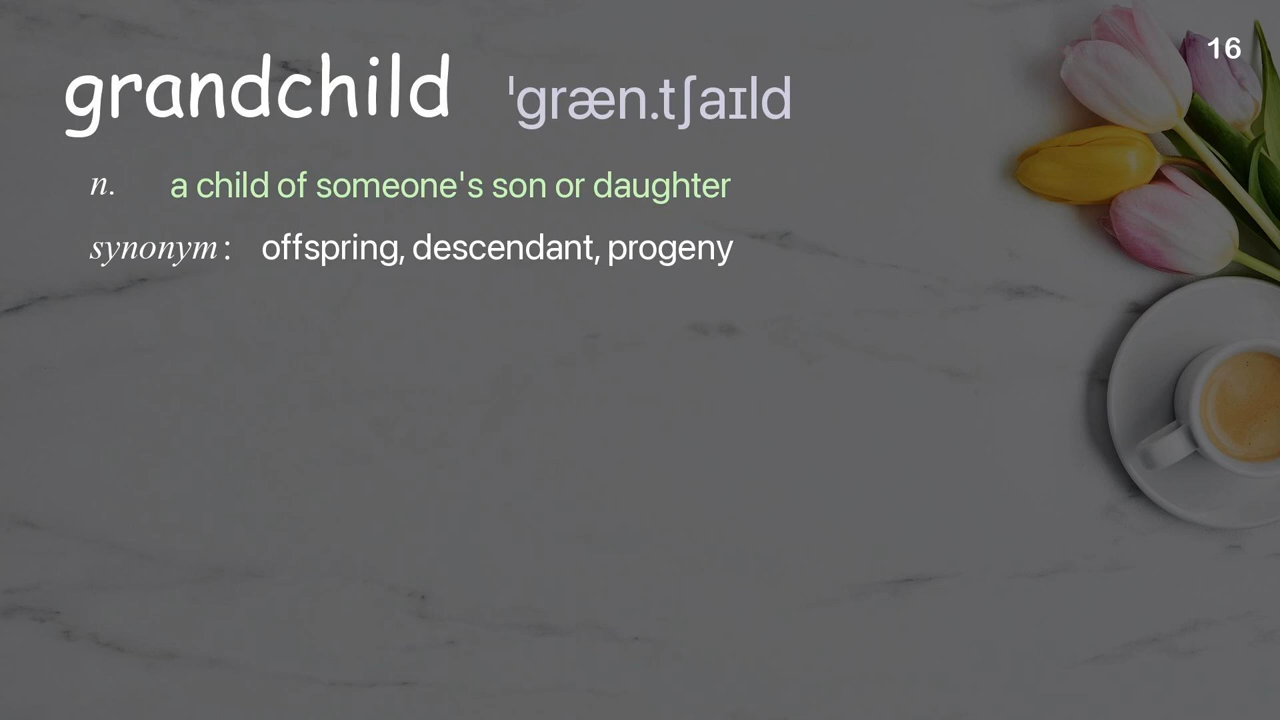 16
grandchild ˈɡræn.tʃaɪld
n. a child of someone's son or daughter
synonym: offspring, descendant, progeny